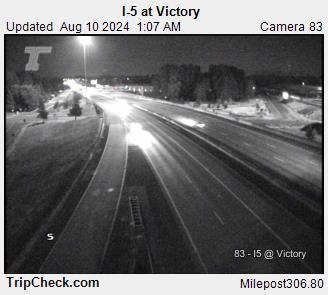 I-5 at Victory
Updated  Aug 10 2024  1:07 AM
Camera 83
T
S
83 - I5 @ Victory
TripCheck.com
Milepost306.80